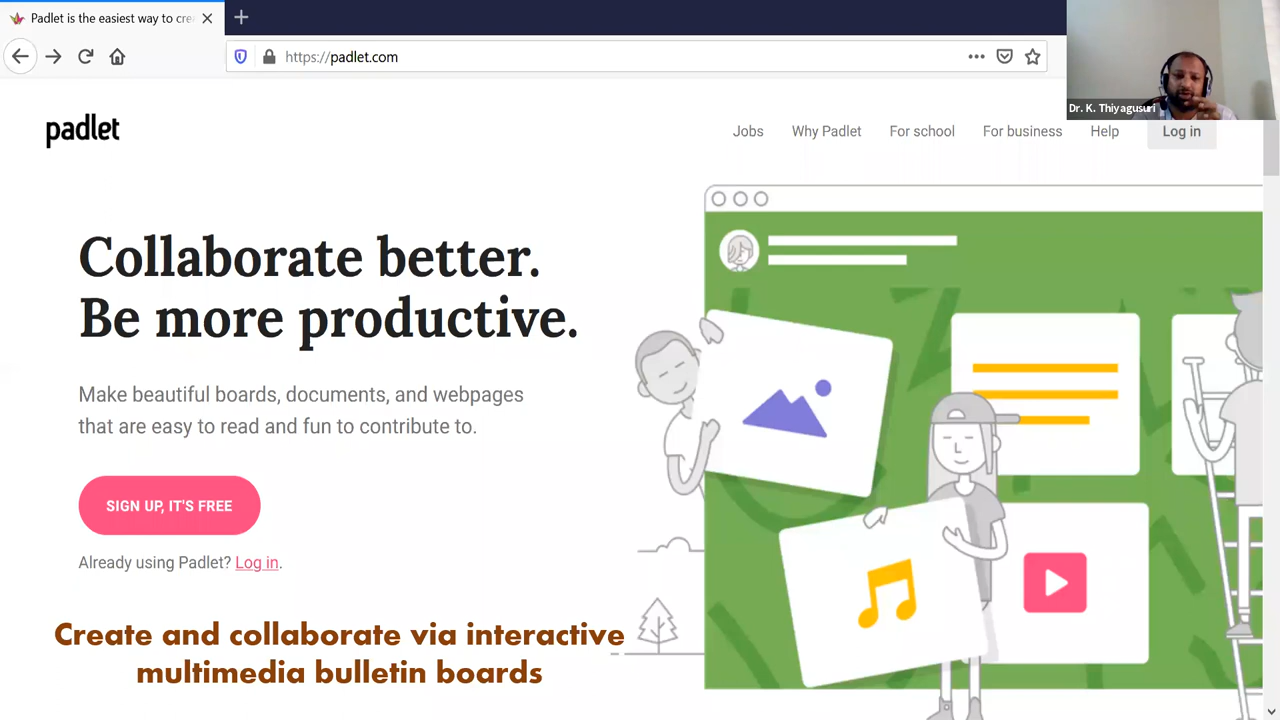 Padlet is the easiest way to cre
https://padlet.com
Dr. K. Thiyagusuri
padlet
Jobs
Why Padlet
For school
For business
Help
Log in
Collaborate better.
Be more productive.
Make beautiful boards, documents, and webpages
that are easy to read and fun to contribute to.
SIGN UP, IT'S FREE
Already using Padlet? Log in.
Create and collaborate via interactive
multimedia bulletin boards